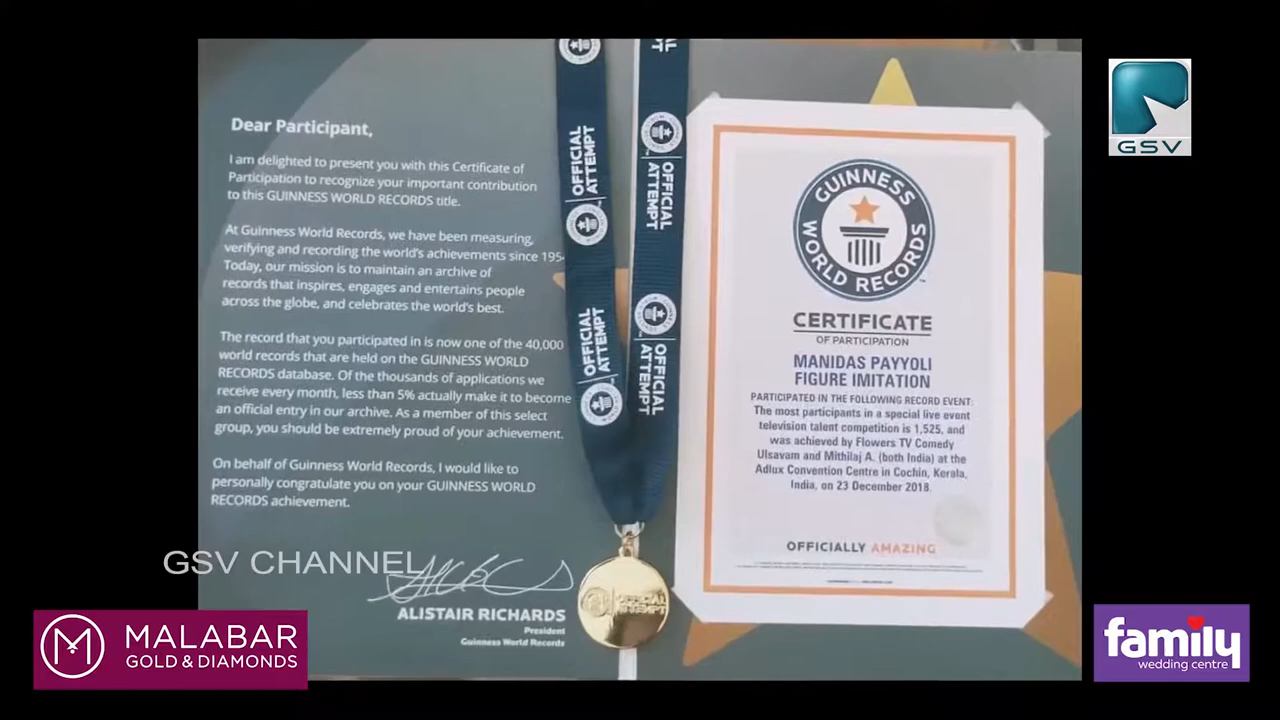 Dear Participant,
I am delighted to present you with this Certificate of
Participation to recognize your important contribution
to this GUINNESS WORLD RECORDS title.
At Guinness World Records, we have been measuring,
verifying and recording the world's achievements since 195
Today, our mission is to maintain an archive of
records that inspires, engages and entertains people
across the globe, and celebrates the world's best.
The record that you participated in is now one of the 40,000
world records that are held on the GUINNESS WORLD
RECORDS database. Of the thousands of applications we
receive every month, less than 5% actually make it to become
an official entry in our archive. As a member of this select
group, you should be extremely proud of your achievement.
On behalf of Guinness World Records, I would like to
personally congratulate you on your GUINNESS WORLD
RECORDS achievement.
GSV CHANNEL
ALISTAIR RICHARDS
President
Guinness World Records
OFFICIAL
ATTEMPT
OFFICIAL
ATTEMPT
OFFICIAL
ATTEMPT
OFFICIAL
ATTEMPT
OFFICIAL
ATTEMPT
GUINNESS
WORLD RECORDS
CERTIFICATE
OF PARTICIPATION
MANIDAS PAYYOLI
FIGURE IMITATION
PARTICIPATED IN THE FOLLOWING RECORD EVENT:
The most participants in a special live event
television talent competition is 1,525, and
was achieved by Flowers TV Comedy
Ulsavam and Mithilaj A. (both India) at the
Adlux Convention Centre in Cochin, Kerala,
India, on 23 December 2018.
OFFICIALLY AMAZING
GSV
MALABAR
GOLD & DIAMONDS
family
wedding centre